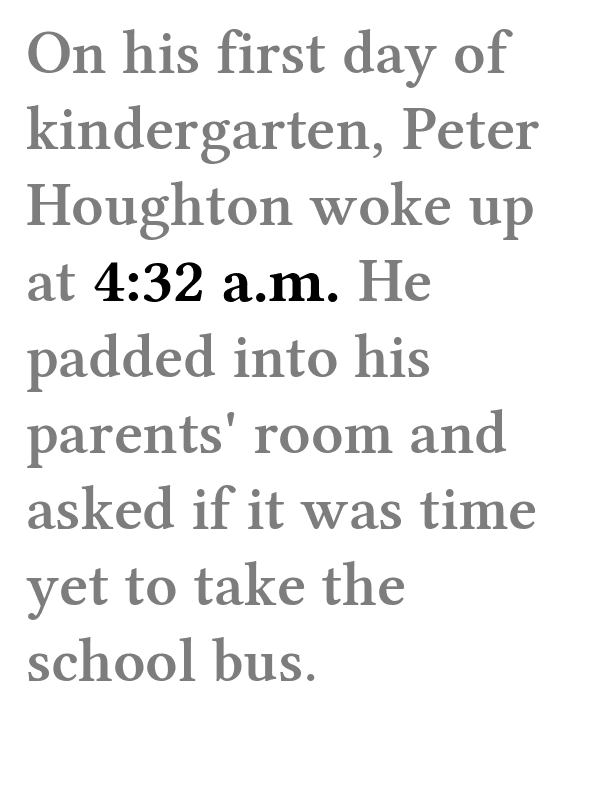 On his first day of
kindergarten, Peter
Houghton woke up
at 4:32 a.m. He
padded into his
parents' room and
asked if it was time
yet to take the
school bus.